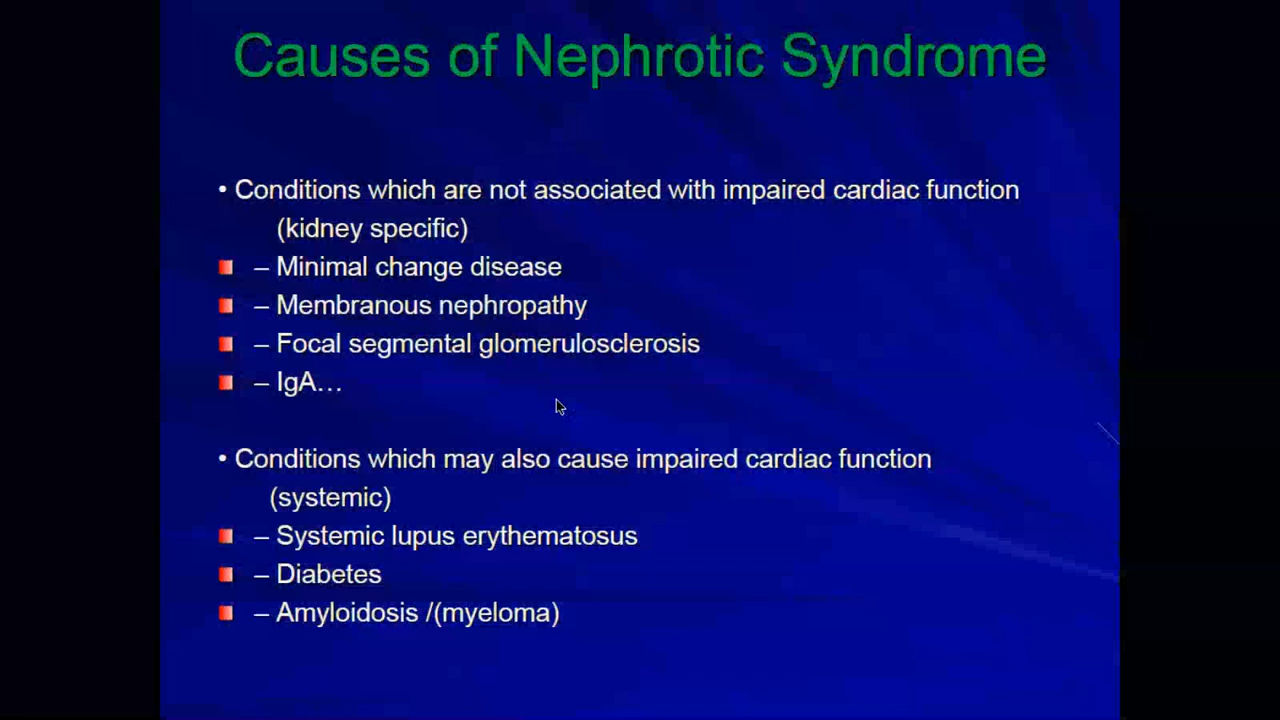 Causes of Nephrotic Syndrome
• Conditions which are not associated with impaired cardiac function
(kidney specific)
– Minimal change disease
– Membranous nephropathy
– Focal segmental glomerulosclerosis
– IgA…
• Conditions which may also cause impaired cardiac function
(systemic)
– Systemic lupus erythematosus
– Diabetes
– Amyloidosis /(myeloma)